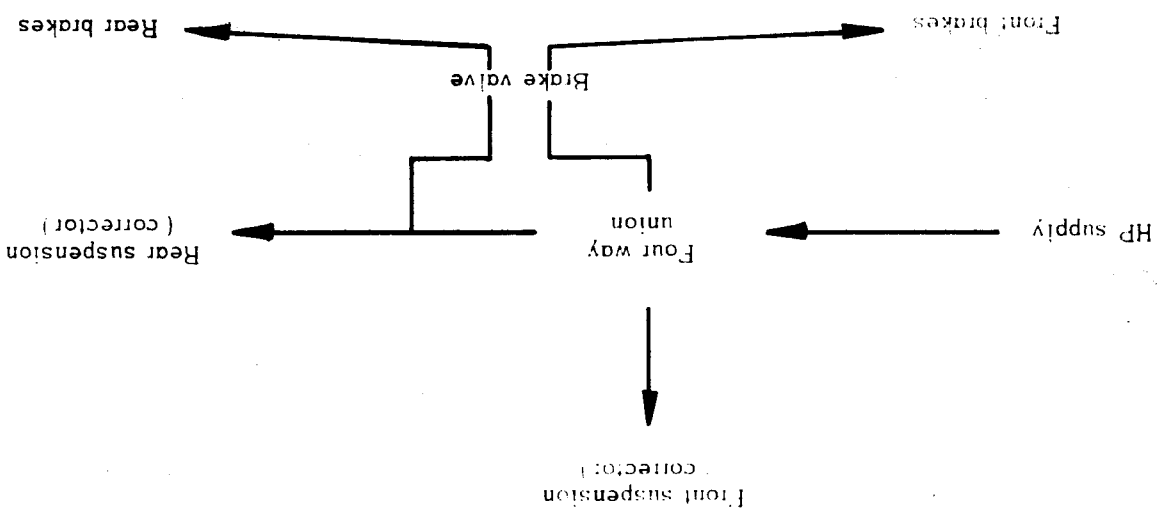 Front suspension
(corrector)
HP supply
Four way
union
Rear suspension
(corrector)
Brake valve
Front brakes
Rear brakes